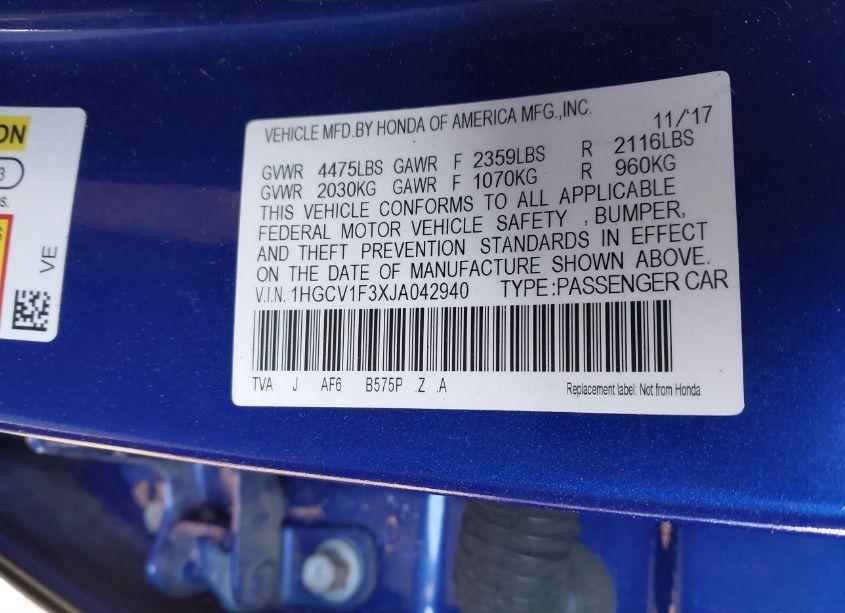 VEHICLE MFD.BY HONDA OF AMERICA MFG.,INC. 11/'17
GVWR 4475LBS GAWR F 2359LBS R 2116LBS
GVWR 2030KG GAWR F 1070KG R 960KG
THIS VEHICLE CONFORMS TO ALL APPLICABLE
FEDERAL MOTOR VEHICLE SAFETY , BUMPER,
AND THEFT PREVENTION STANDARDS IN EFFECT
ON THE DATE OF MANUFACTURE SHOWN ABOVE.
V.I.N. 1HGCV1F3XJA042940 TYPE:PASSENGER CAR
TVA J AF6 B575P .Z .A
Replacement label: Not from Honda
ON
3
s.
VE